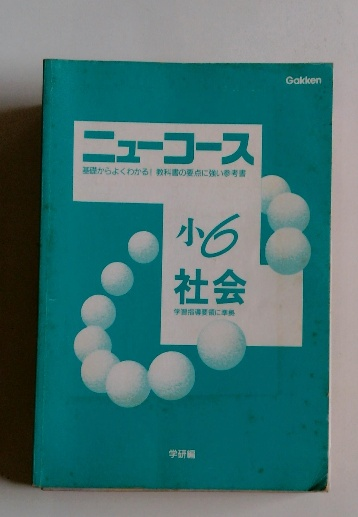 Gakken
ニューコース
基礎からよくわかる! 教科書の要点に強い参考書
小6
社会
学習指導要領に準拠
学研編